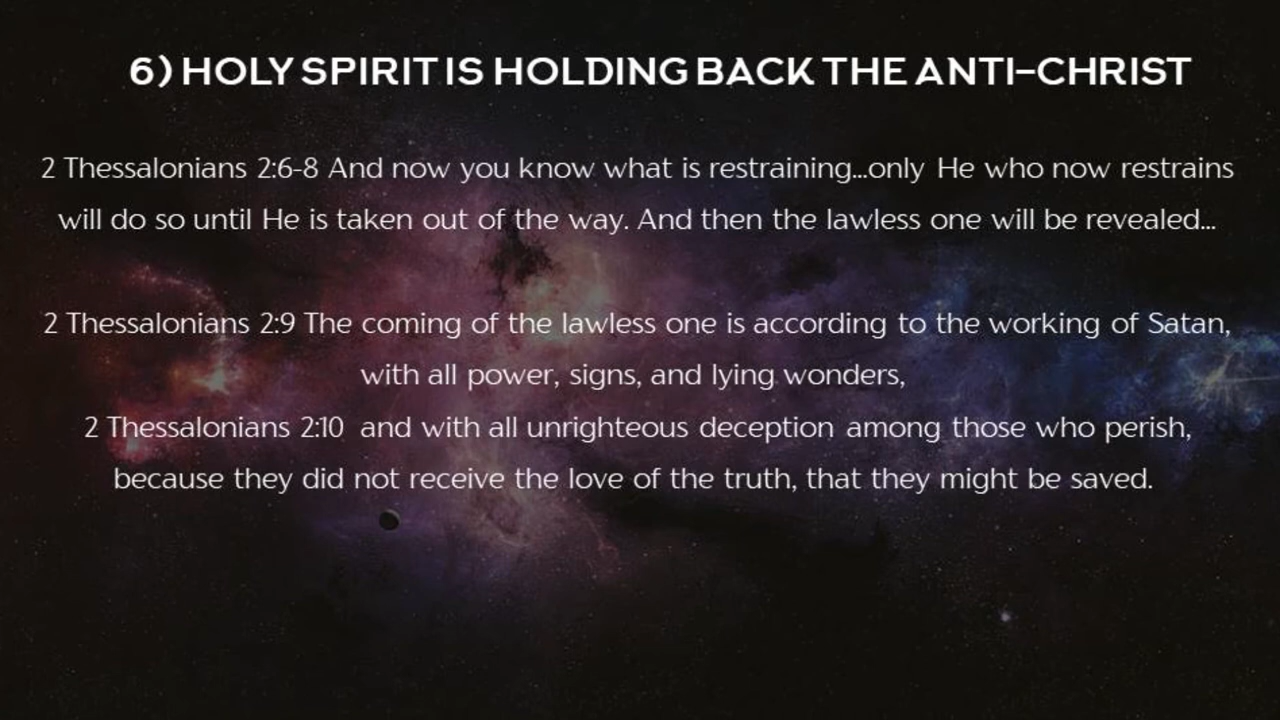 6) HOLY SPIRIT IS HOLDING BACK THE ANTI-CHRIST
2 Thessalonians 2:6-8 And now you know what is restraining...only He who now restrains
will do so until He is taken out of the way. And then the lawless one will be revealed...
2 Thessalonians 2:9 The coming of the lawless one is according to the working of Satan,
with all power, signs, and lying wonders,
2 Thessalonians 2:10 and with all unrighteous deception among those who perish,
because they did not receive the love of the truth, that they might be saved.